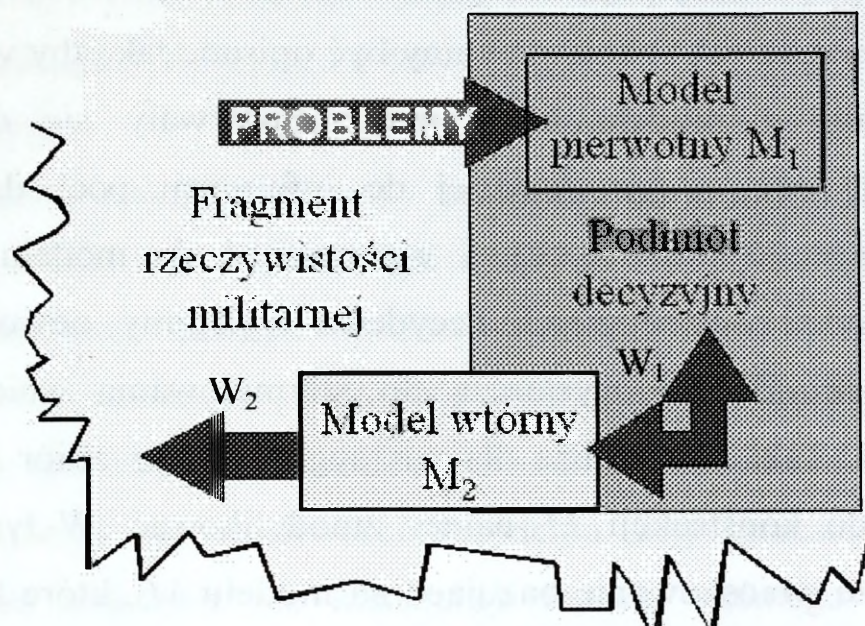 PROBLEMY
Model
pierwotny M₁
Fragment
rzeczywistości
militarnej
Podmiot
decyzyjny
W₁
W₂
Model wtórny
M₂